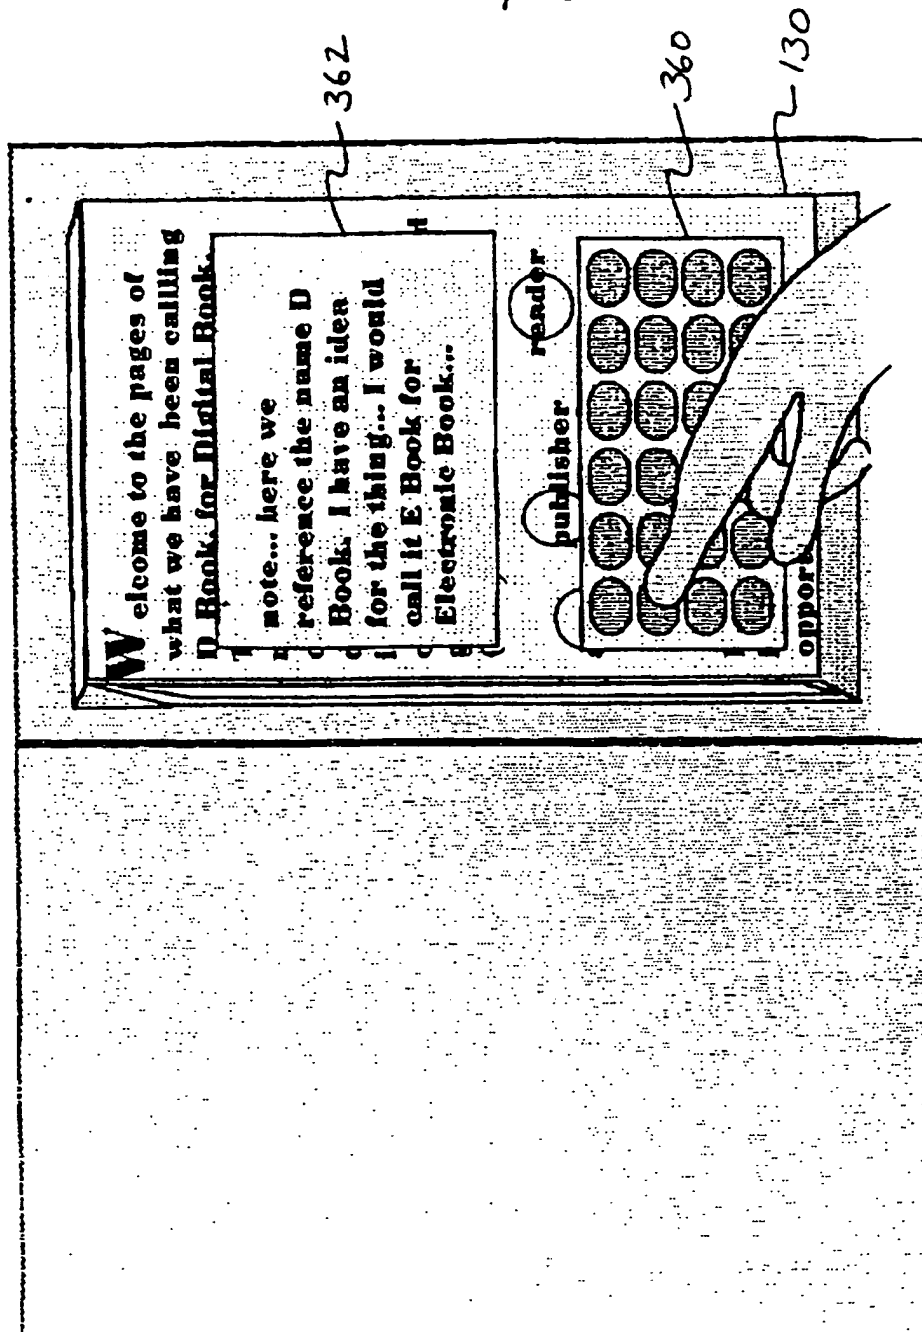 Welcome to the pages of
what we have been callling
D Book, for Digital Book.
note... here we
reference the name D
Book. I have an idea
for the thing... I would
call it E Book for
Electronic Book...
publisher
reader
362
360
130